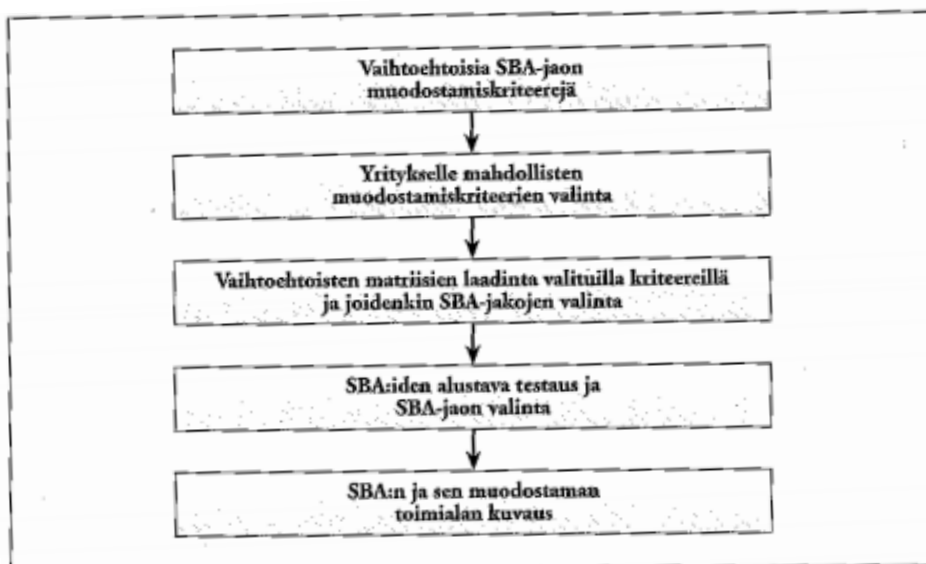 Vaihtoehtoisia SBA-jaon
muodostamiskriteerejä
Yritykselle mahdollisten
muodostamiskriteerien valinta
Vaihtoehtoisten matriisien laadinta valituilla kriteereillä
ja joidenkin SBA-jakojen valinta
SBA:iden alustava testaus ja
SBA-jaon valinta
SBA:n ja sen muodostaman
toimialan kuvaus